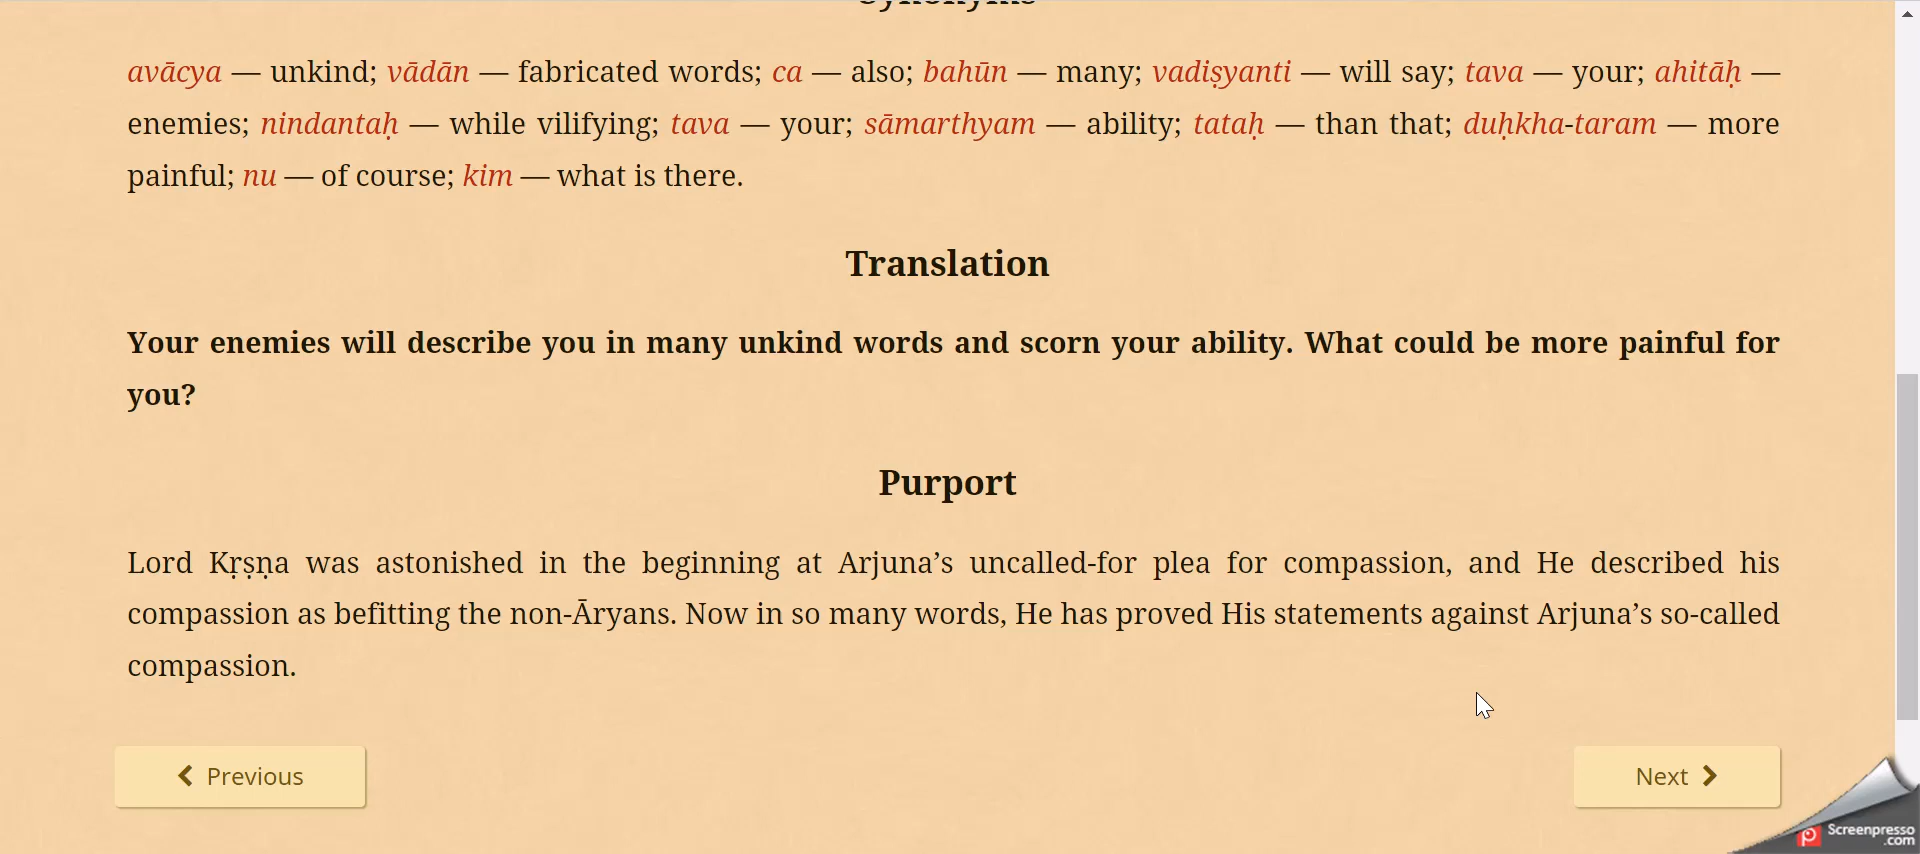 Synonyms
avācya — unkind; vādān — fabricated words; ca — also; bahūn — many; vadiṣyanti — will say; tava — your; ahitāḥ —
enemies; nindantaḥ — while vilifying; tava — your; sāmarthyam — ability; tataḥ — than that; duḥkha-taram — more
painful; nu — of course; kim — what is there.
Translation
Your enemies will describe you in many unkind words and scorn your ability. What could be more painful for
you?
Purport
Lord Kṛṣṇa was astonished in the beginning at Arjuna’s uncalled-for plea for compassion, and He described his
compassion as befitting the non-Āryans. Now in so many words, He has proved His statements against Arjuna’s so-called
compassion.
Previous
Next
Screenpresso
.com